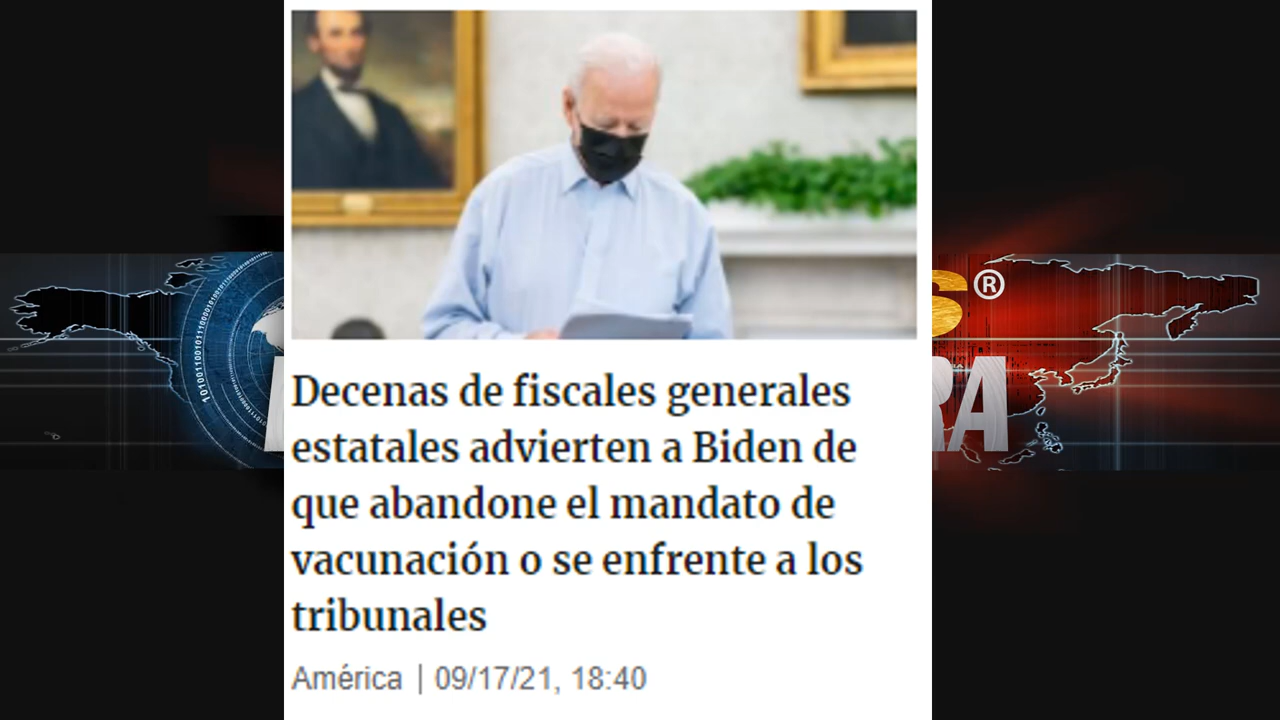 Decenas de fiscales generales
estatales advierten a Biden de
que abandone el mandato de
vacunación o se enfrente a los
tribunales
América | 09/17/21, 18:40
S®
RA